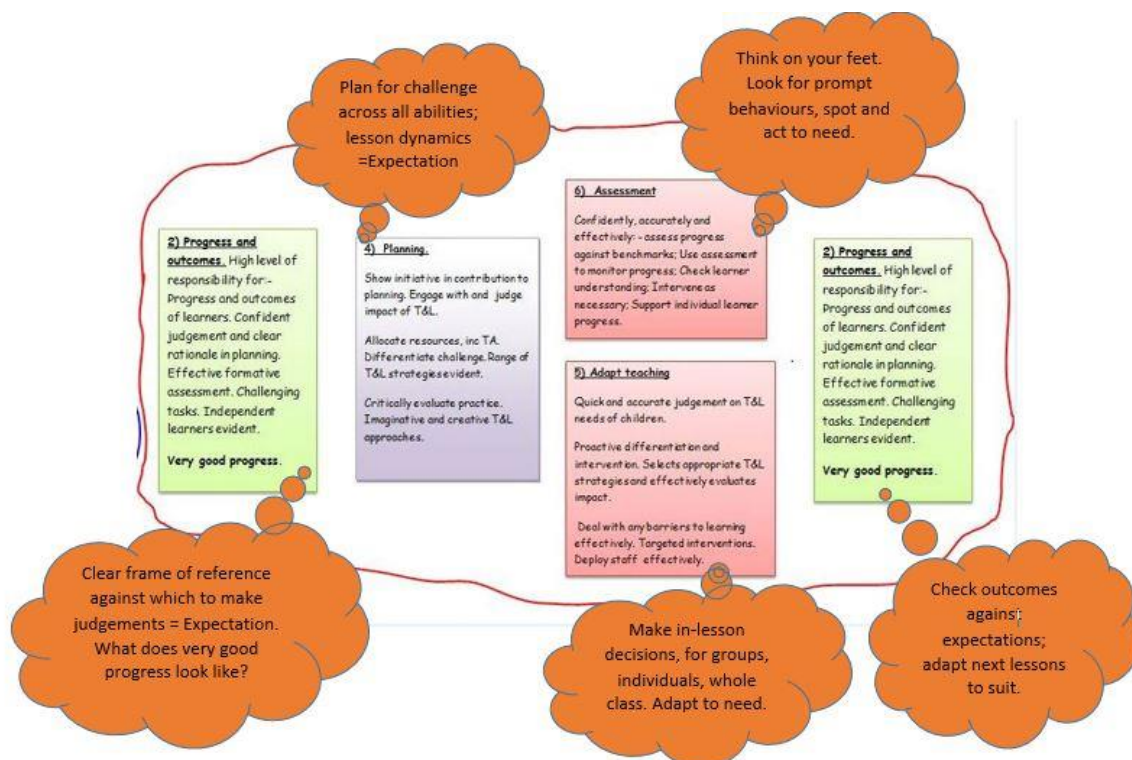 Plan for challenge
across all abilities;
lesson dynamics
=Expectation
Think on your feet.
Look for prompt
behaviours, spot and
act to need.
2) Progress and
outcomes. High level of
responsibility for:-
Progress and outcomes
of learners. Confident
judgement and clear
rationale in planning.
Effective formative
assessment. Challenging
tasks. Independent
learners evident.
Very good progress.
4) Planning.
Show initiative in contribution to
planning. Engage with and judge
impact of T&L.
Allocate resources, inc TA.
Differentiate challenge. Range of
T&L strategies evident.
Critically evaluate practice.
Imaginative and creative T&L
approaches.
6) Assessment
Confidently, accurately and
effectively: - assess progress
against benchmarks; Use assessment
to monitor progress; Check learner
understanding; Intervene as
necessary; Support individual learner
progress.
5) Adapt teaching
Quick and accurate judgement on T&L
needs of children.
Proactive differentiation and
intervention. Selects appropriate T&L
strategies and effectively evaluates
impact.
Deal with any barriers to learning
effectively. Targeted interventions.
Deploy staff effectively.
2) Progress and
outcomes. High level of
responsibility for:-
Progress and outcomes
of learners. Confident
judgement and clear
rationale in planning.
Effective formative
assessment. Challenging
tasks. Independent
learners evident.
Very good progress.
Clear frame of reference
against which to make
judgements = Expectation.
What does very good
progress look like?
Make in-lesson
decisions, for groups,
individuals, whole
class. Adapt to need.
Check outcomes
against
expectations;
adapt next lessons
to suit.